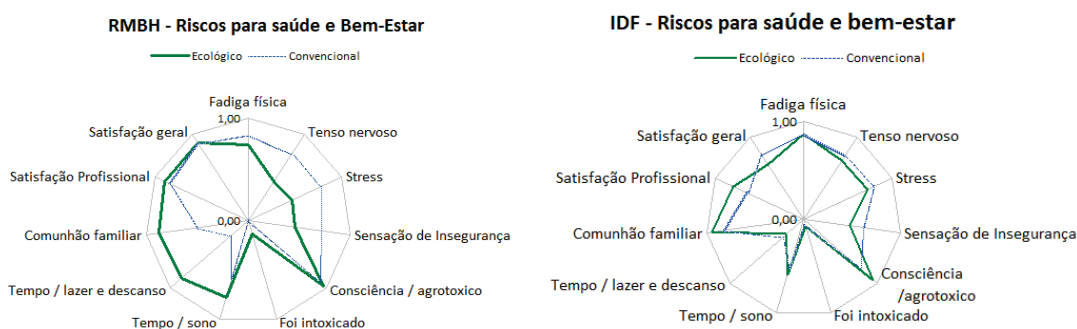 RMBH - Riscos para saúde e Bem-Estar
Ecológico
Convencional
Fadiga física
1,00
Tenso nervoso
Stress
Sensação de Insegurança
Consciência / agrotoxico
Foi intoxicado
Tempo / sono
Tempo / lazer e descanso
Comunhão familiar
Satisfação Profissional
Satisfação geral
0,00
IDF - Riscos para saúde e bem-estar
Ecológico
Convencional
Fadiga física
1,00
Tenso nervoso
Stress
Sensação de Insegurança
Consciência
/agrotoxico
Foi intoxicado
Tempo / sono
Tempo / lazer e descanso
Comunhão familiar
Satisfação Profissional
Satisfação geral
0,00